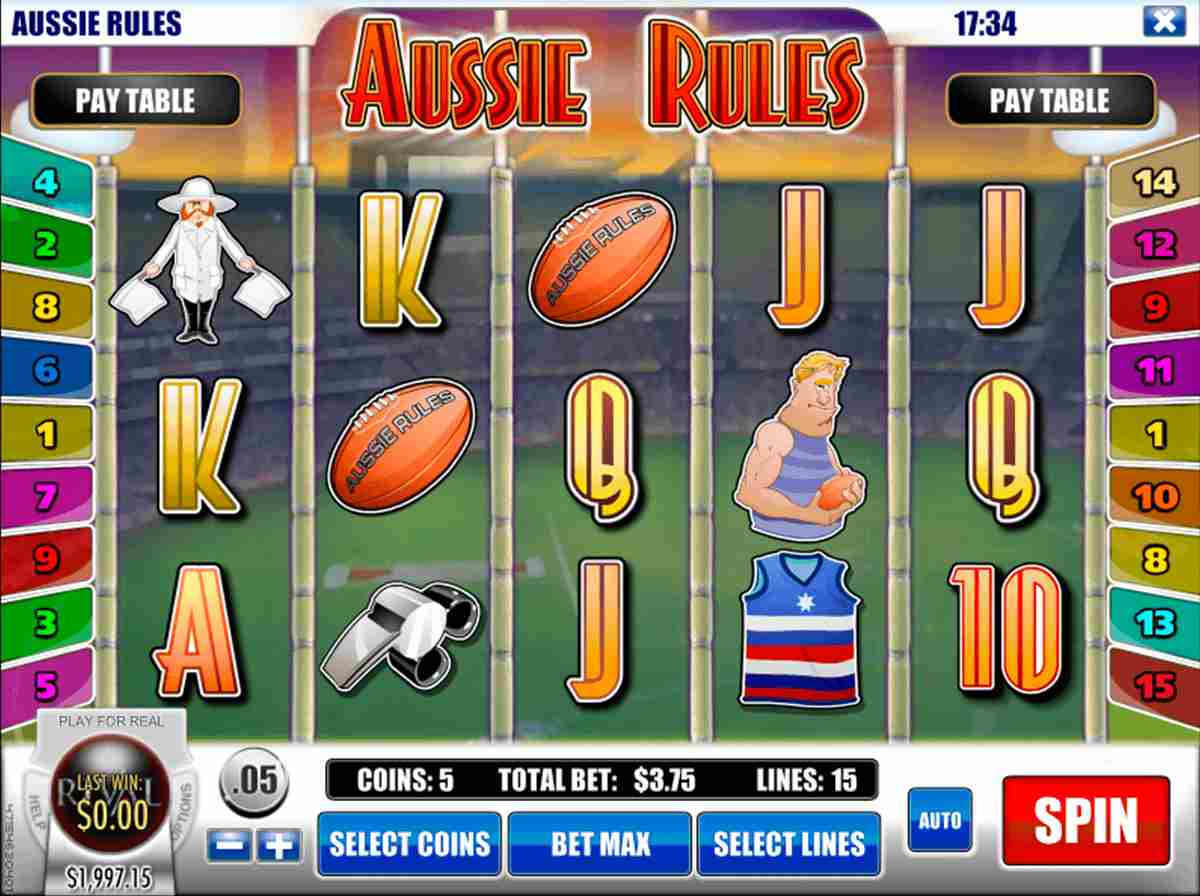 AUSSIE RULES
17:34
AUSSIE RULES
PAY TABLE
PAY TABLE
4
2
8
6
1
7
9
3
5
K
AUSSIE RULES
J
J
K
AUSSIE RULES
Q
Q
A
J
10
14
12
9
11
1
10
8
13
15
PLAY FOR REAL
RIVAL
LAST WIN:
$0.00
HELP
OPTIONS
$1,997.15
.05
COINS: 5 TOTAL BET: $3.75 LINES: 15
SELECT COINS
BET MAX
SELECT LINES
AUTO
SPIN